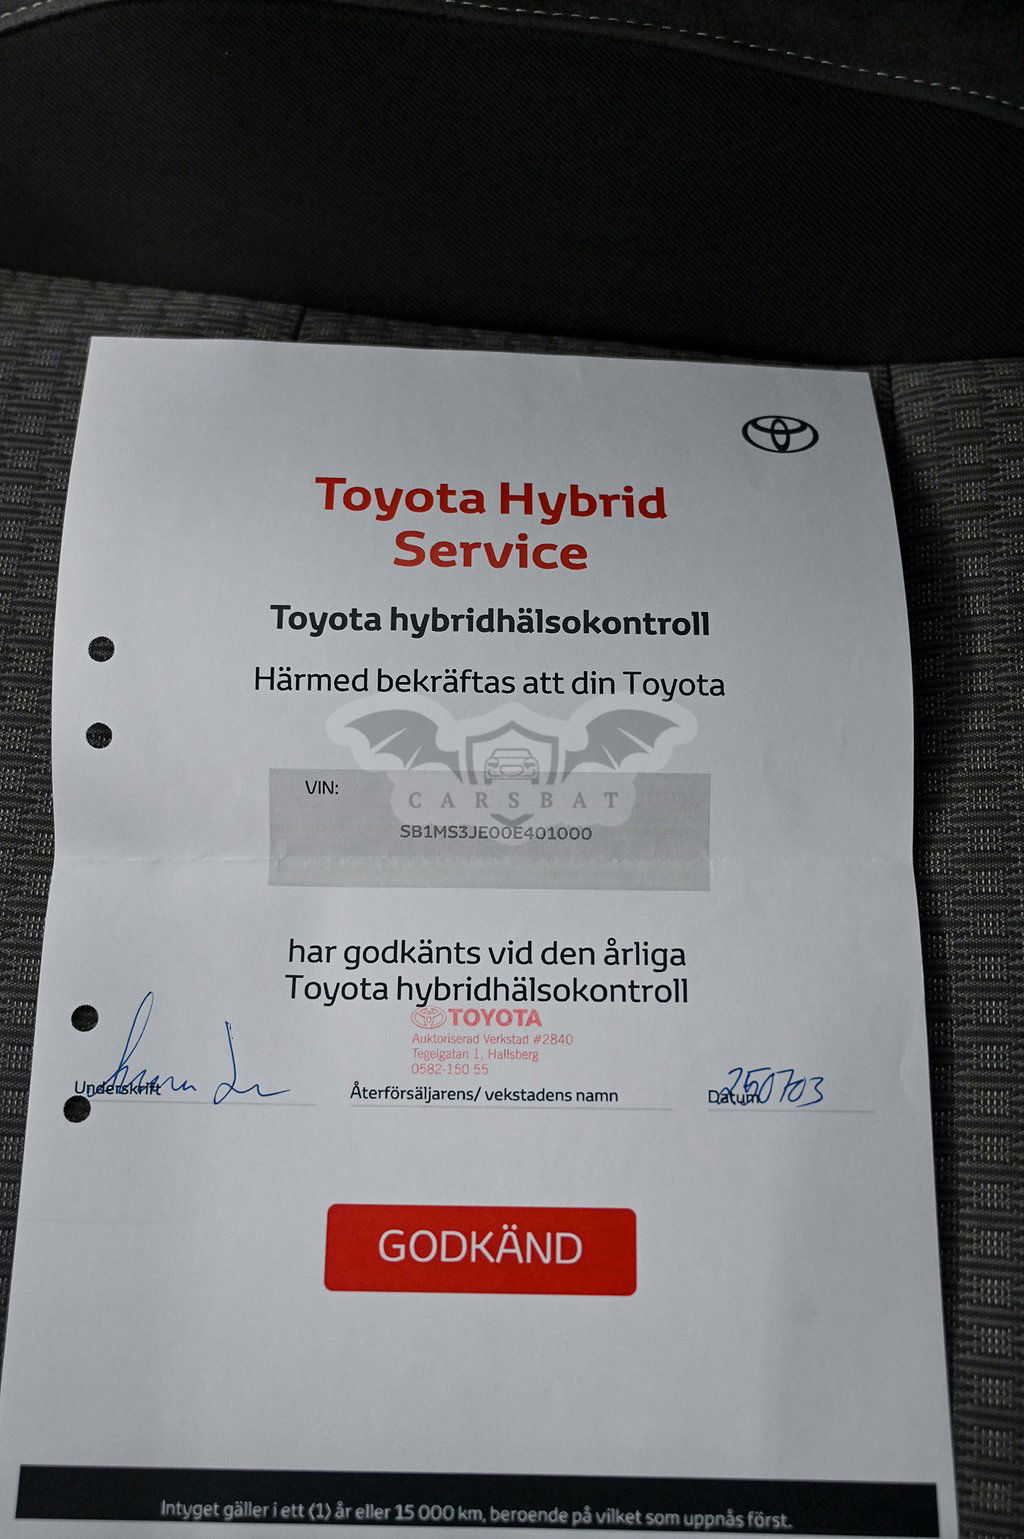 Toyota Hybrid
Service
Toyota hybridhälsokontroll
Härmed bekräftas att din Toyota
CARSBAT
VIN:
SB1MS3JE00E401000
har godkänts vid den årliga
Toyota hybridhälsokontroll
TOYOTA
Auktoriserad Verkstad #2840
Tegelgatan 1, Hallsberg
0582-150 55
Underskrift
Återförsäljarens/ vekstadens namn
Datum 250703
GODKÄND
Intyget gäller i ett (1) år eller 15 000 km, beroende på vilket som uppnås först.